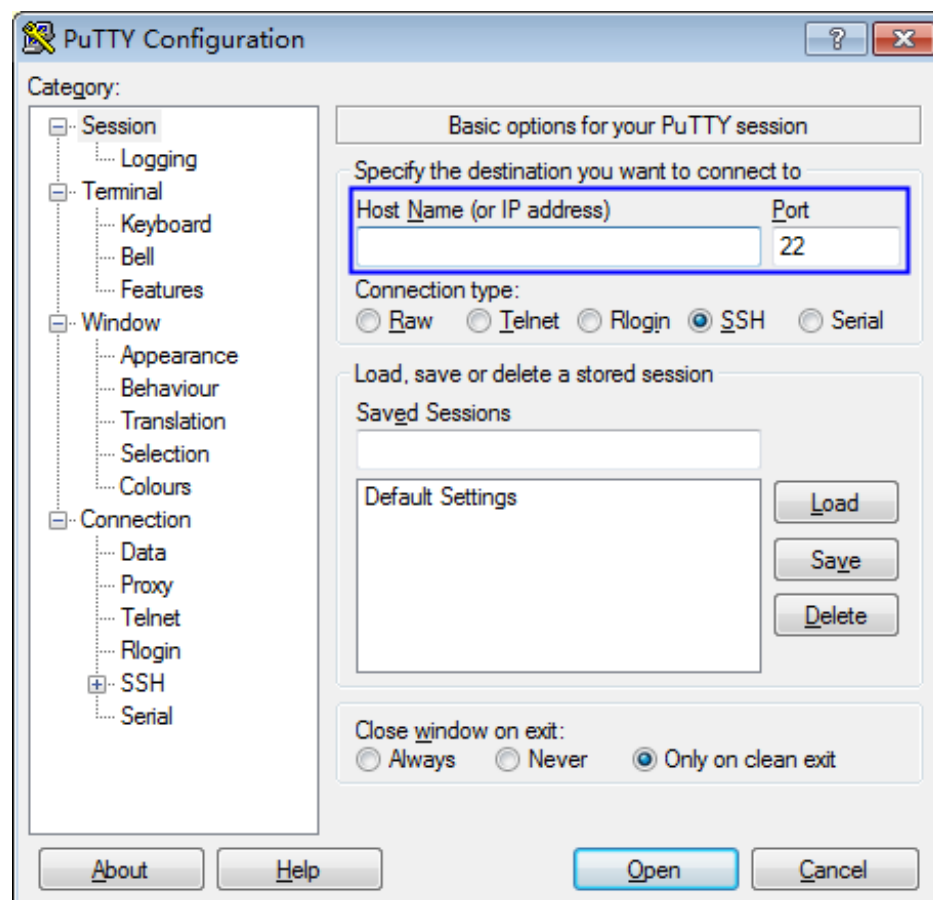 PuTTY Configuration
Category:
Session
Logging
Terminal
Keyboard
Bell
Features
Window
Appearance
Behaviour
Translation
Selection
Colours
Connection
Data
Proxy
Telnet
Rlogin
SSH
Serial
Basic options for your PuTTY session
Specify the destination you want to connect to
Host Name (or IP address) Port
22
Connection type:
Raw Telnet Rlogin SSH Serial
Load, save or delete a stored session
Saved Sessions
Default Settings
Load
Save
Delete
Close window on exit:
Always Never Only on clean exit
About Help Open Cancel